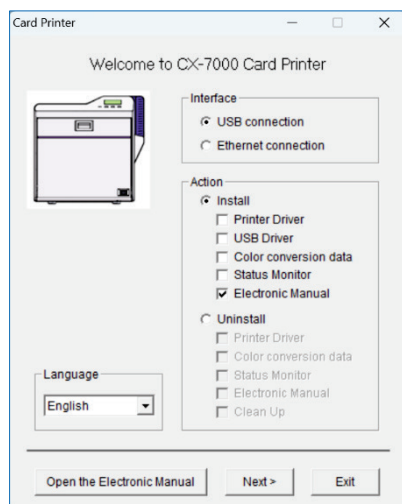 Card Printer
Welcome to CX-7000 Card Printer
Interface
USB connection
Ethernet connection
Action
Install
Printer Driver
USB Driver
Color conversion data
Status Monitor
Electronic Manual
Uninstall
Printer Driver
Color conversion data
Status Monitor
Electronic Manual
Clean Up
Language
English
Open the Electronic Manual
Next >
Exit